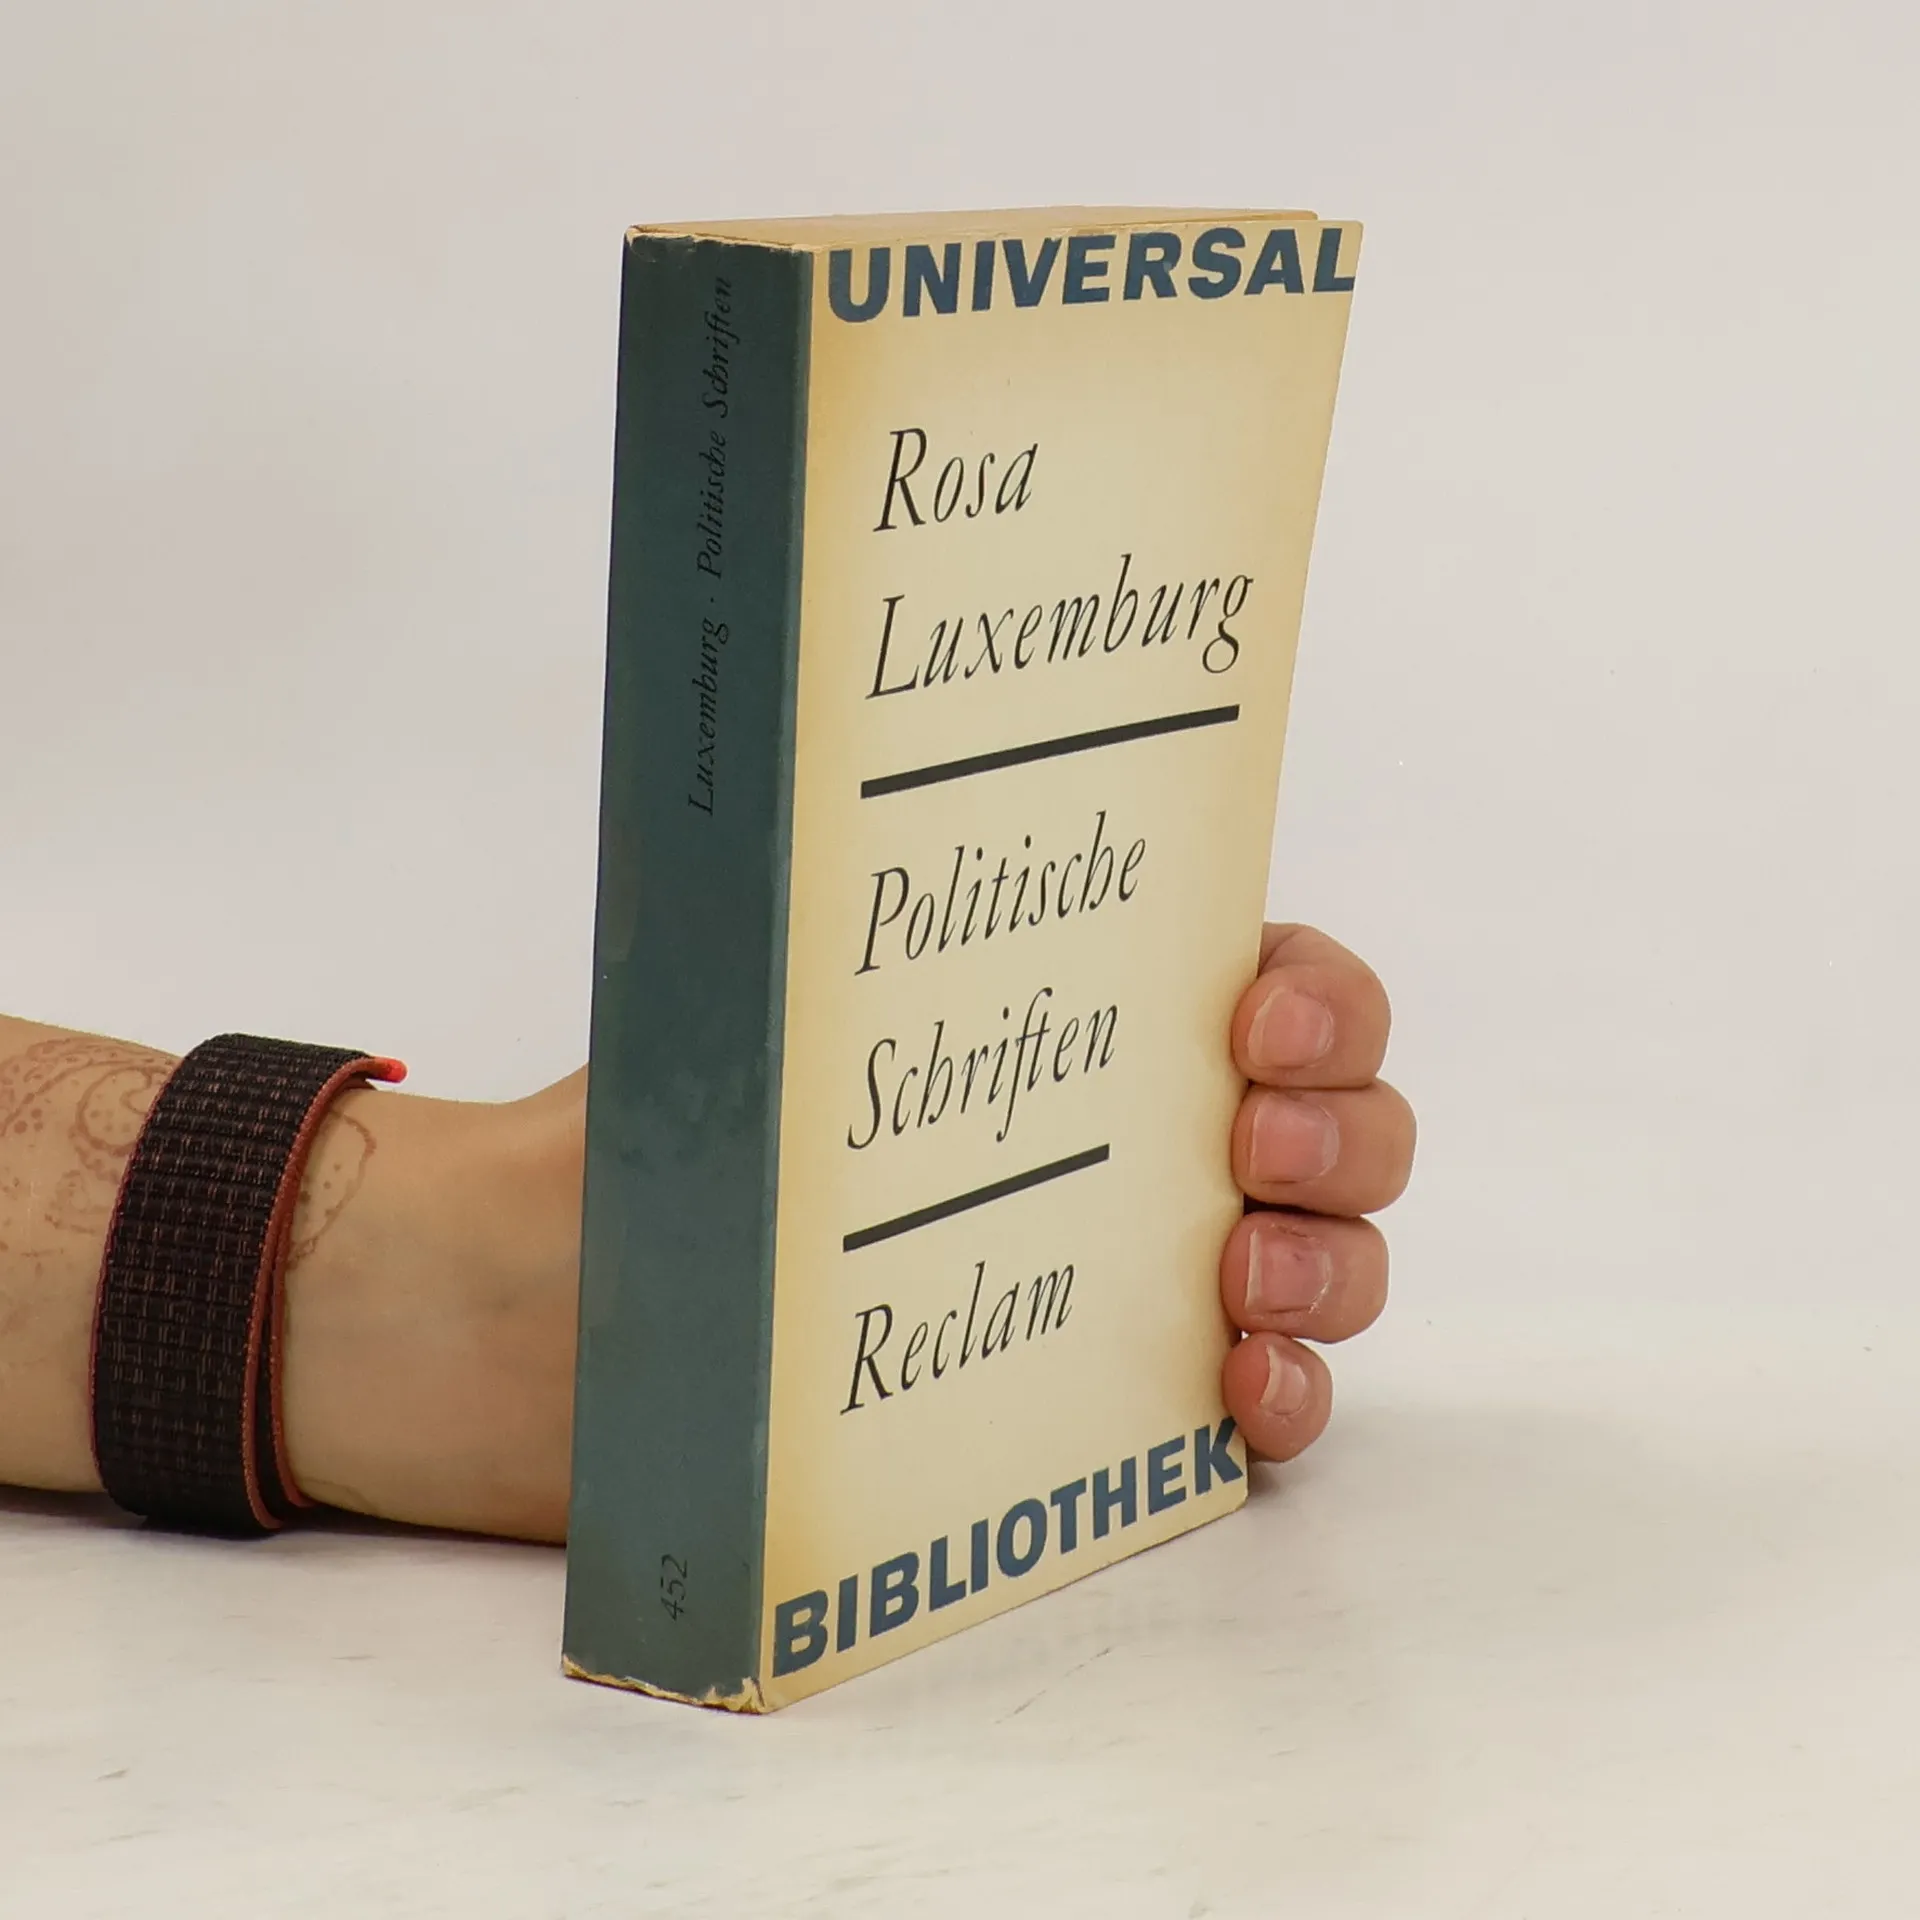 Luxemburg · Politische Schriften
452
UNIVERSAL
Rosa
Luxemburg
Politische
Schriften
Reclam
BIBLIOTHEK